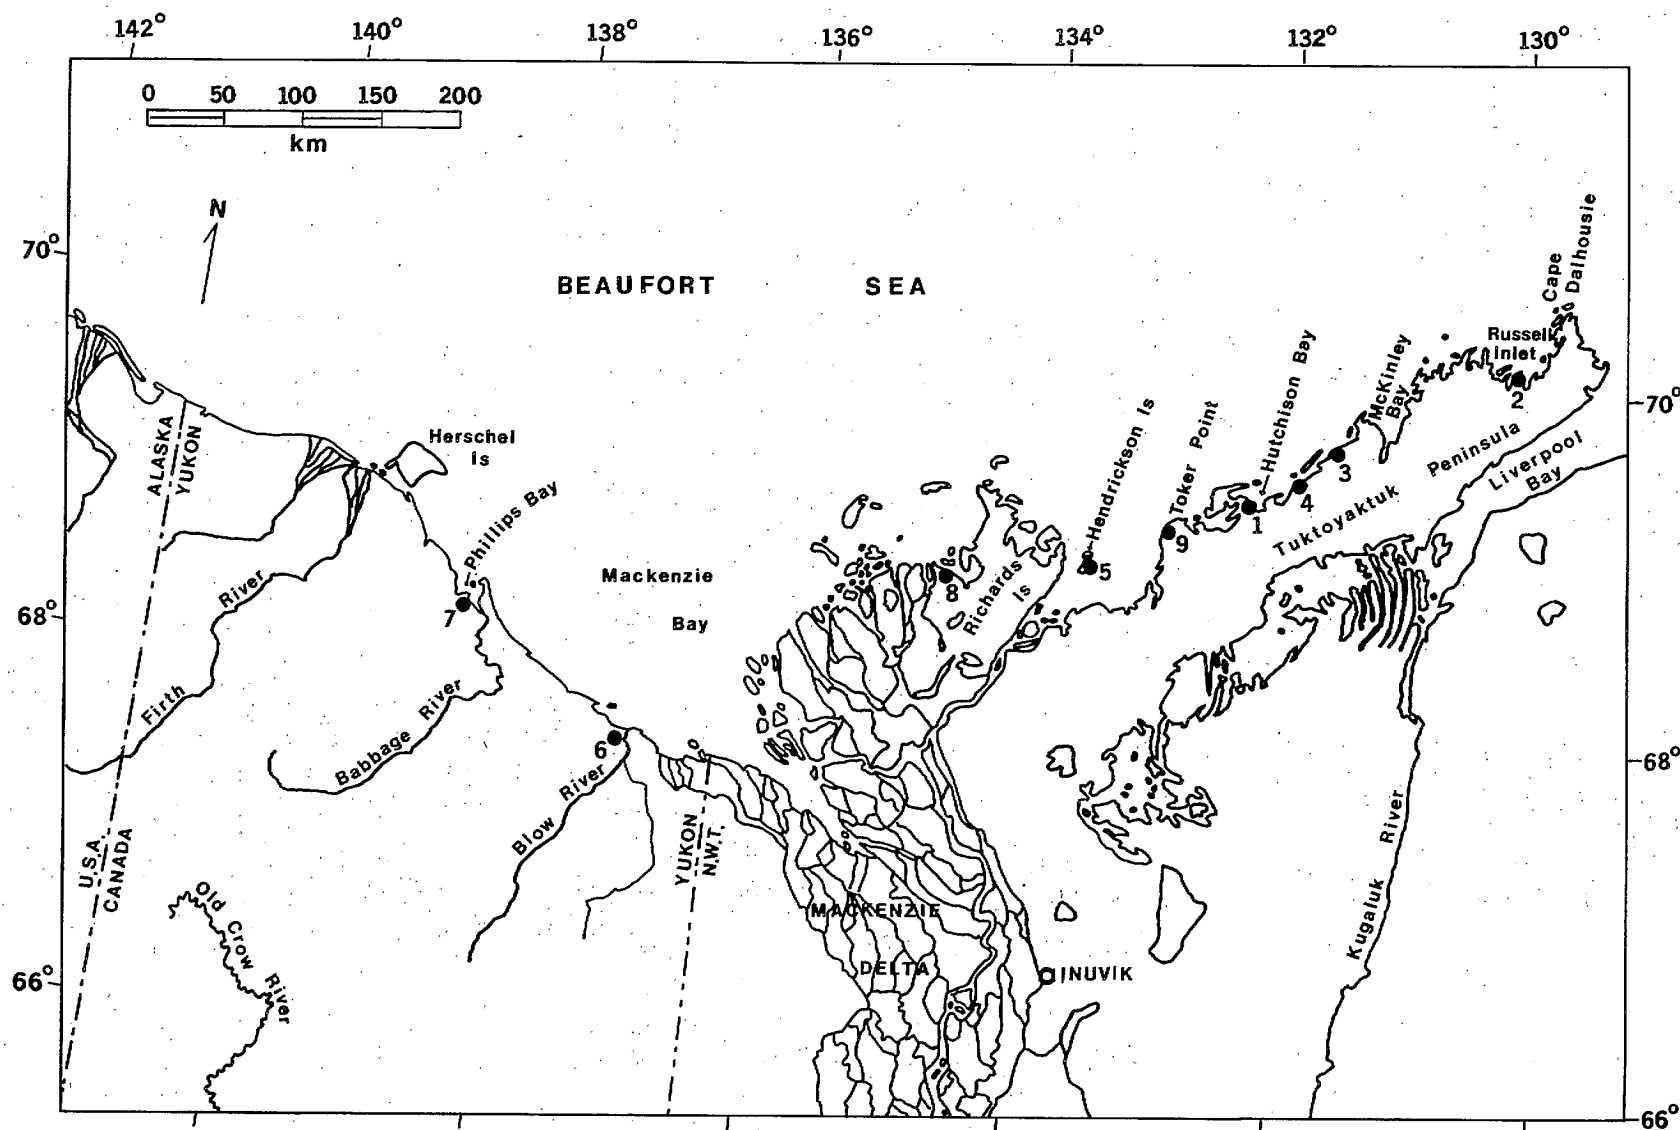 142° 140° 138° 136° 134° 132° 130°
0 50 100 150 200
km
N
70°
BEAUFORT SEA
Cape
Dalhousie
Russell
Inlet
2
McKinley
Bay
Hutchison Bay
Hendrickson Is
Toker Point
70°
ALASKA
YUKON
Herschel
Is
Phillips Bay
Peninsula
Liverpool
Bay
3
4
1
9
5
Tuktoyaktuk
Mackenzie
Bay
8
Richards
Is
River
68°
7
Firth
River
Babbage
6
River
Blow
68°
U.S.A.
CANADA
YUKON
N.W.T.
River
Kugaluk
Old
Crow
River
MACKENZIE
DELTA
INUVIK
66°
66°